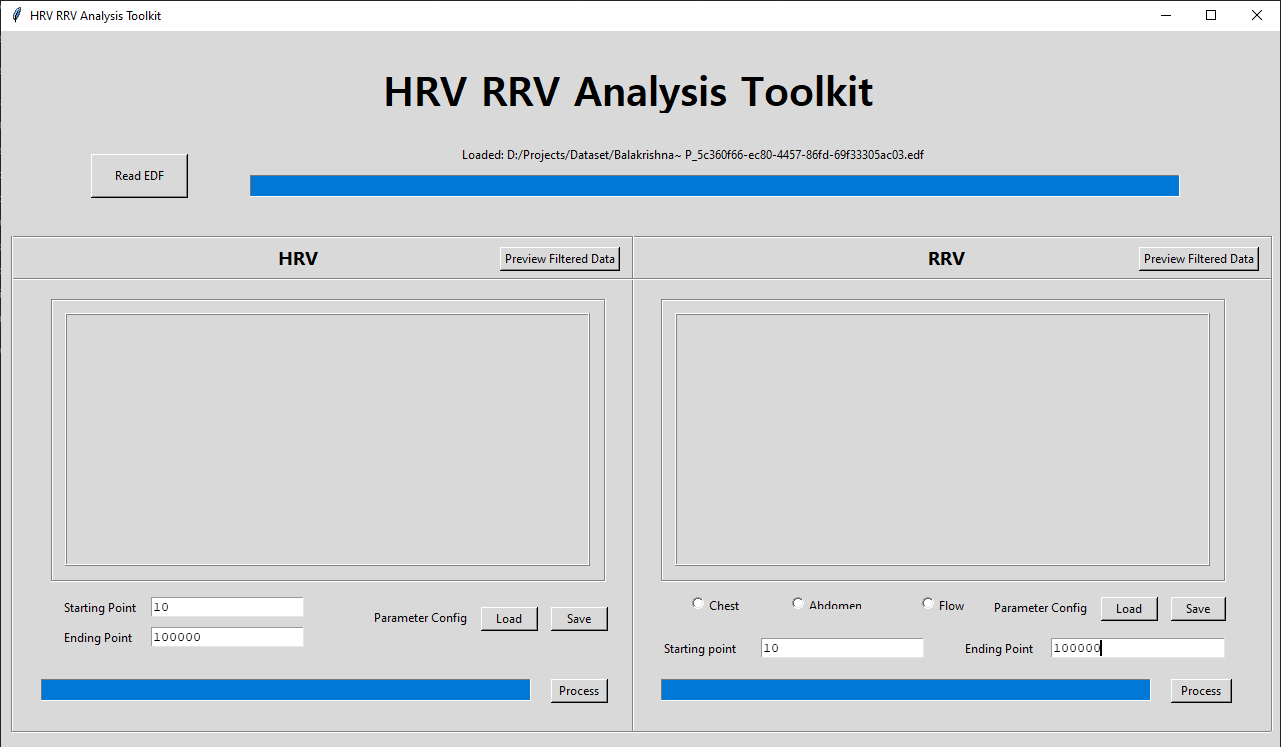 HRV RRV Analysis Toolkit
HRV RRV Analysis Toolkit
Loaded: D:/Projects/Dataset/Balakrishna~ P_5c360f66-ec80-4457-86fd-69f33305ac03.edf
Read EDF
HRV
Preview Filtered Data
RRV
Preview Filtered Data
Starting Point
10
Ending Point
100000
Parameter Config
Load
Save
Process
Chest
Abdomen
Flow
Parameter Config
Load
Save
Starting point
10
Ending Point
100000
Process